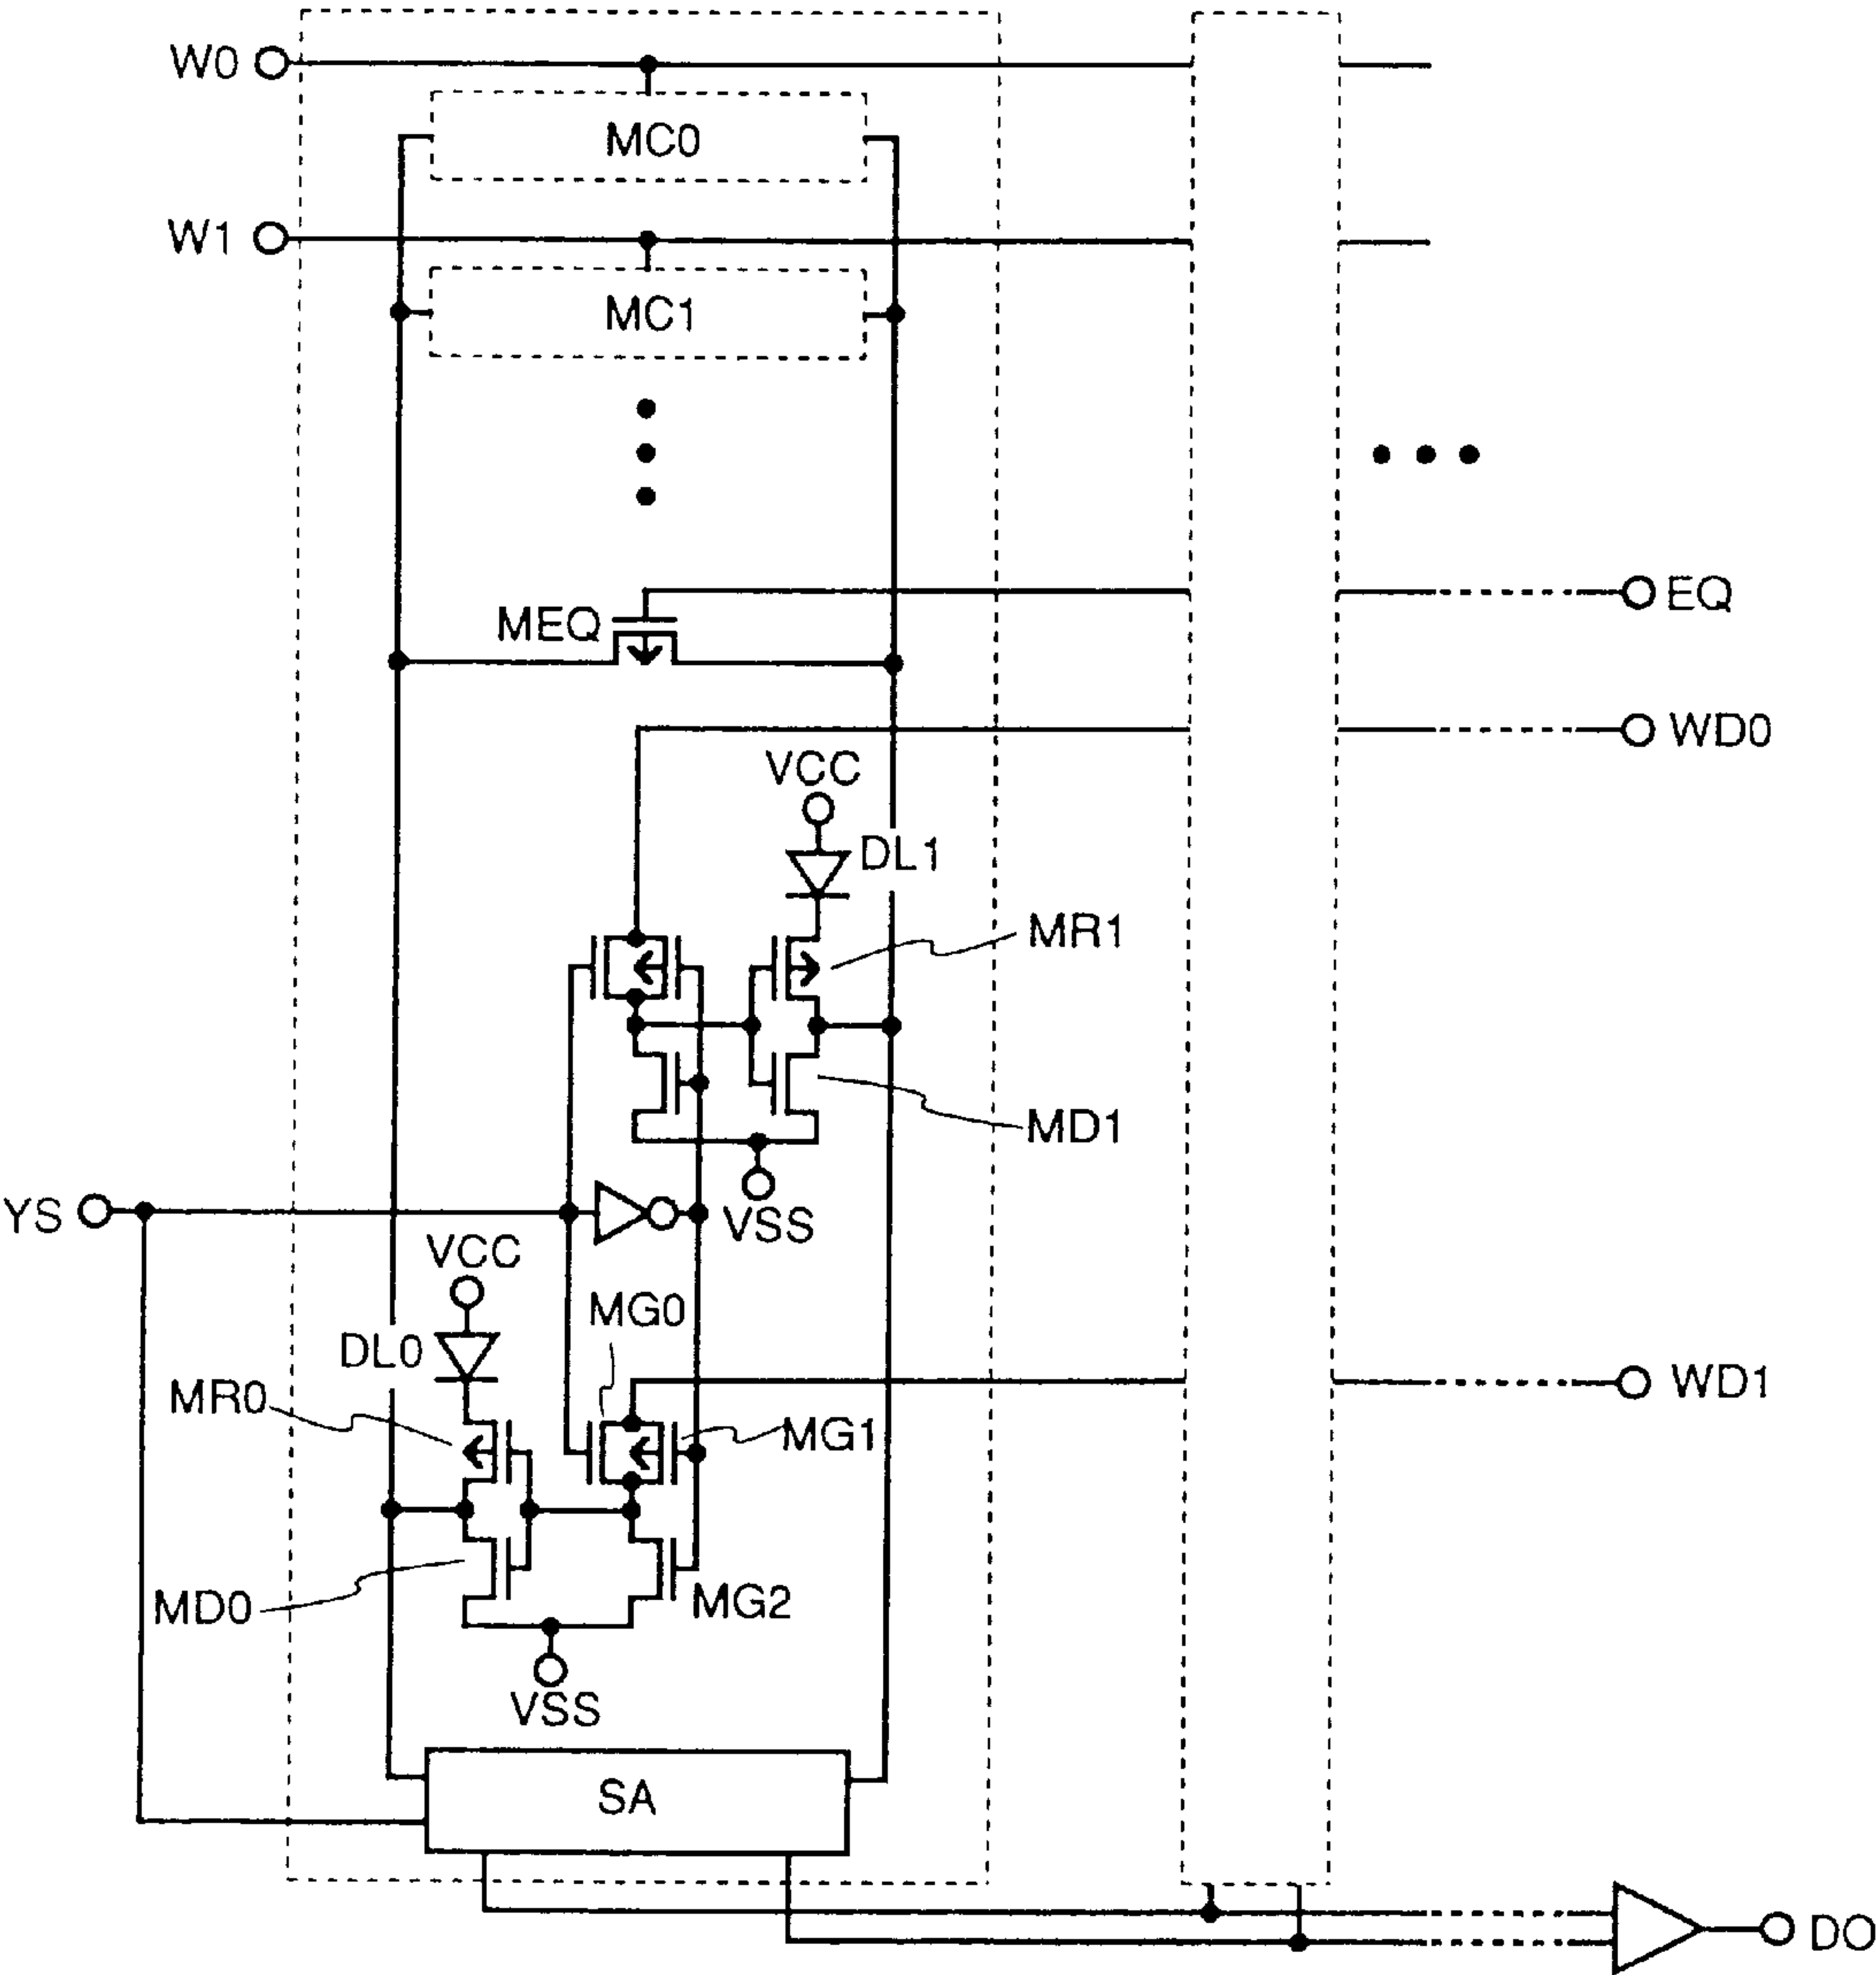 W0
MC0
W1
MC1
EQ
MEQ
WD0
VCC
DL1
MR1
MD1
YS
VSS
VCC
MG0
DL0
WD1
MR0
MG1
MD0
MG2
VSS
SA
DO